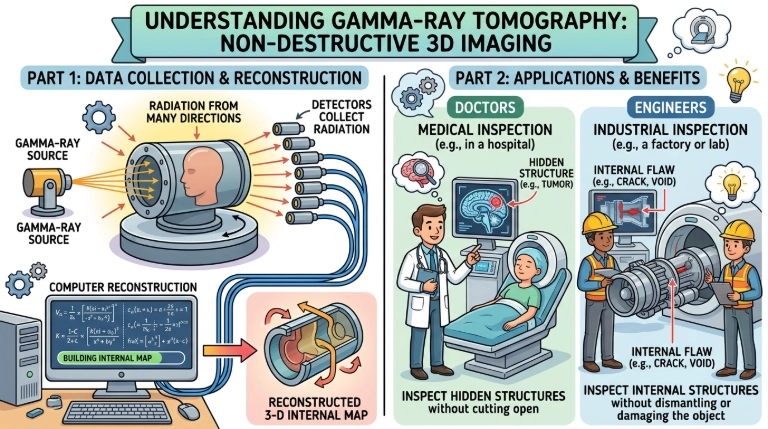 UNDERSTANDING GAMMA-RAY TOMOGRAPHY:
NON-DESTRUCTIVE 3D IMAGING
PART 1: DATA COLLECTION & RECONSTRUCTION
RADIATION FROM
MANY DIRECTIONS
DETECTORS
COLLECT
RADIATION
GAMMA-RAY
SOURCE
GAMMA-RAY
SOURCE
COMPUTER RECONSTRUCTION
BUILDING INTERNAL MAP
RECONSTRUCTED
3-D INTERNAL MAP
PART 2: APPLICATIONS & BENEFITS
DOCTORS
MEDICAL INSPECTION
(e.g., in a hospital)
HIDDEN
STRUCTURE
(e.g., TUMOR)
INSPECT HIDDEN STRUCTURES
without cutting open
ENGINEERS
INDUSTRIAL INSPECTION
(e.g., a factory or lab)
INTERNAL FLAW
(e.g., CRACK, VOID)
INTERNAL FLAW
(e.g., CRACK, VOID)
INSPECT INTERNAL STRUCTURES
without dismantling or
damaging the object